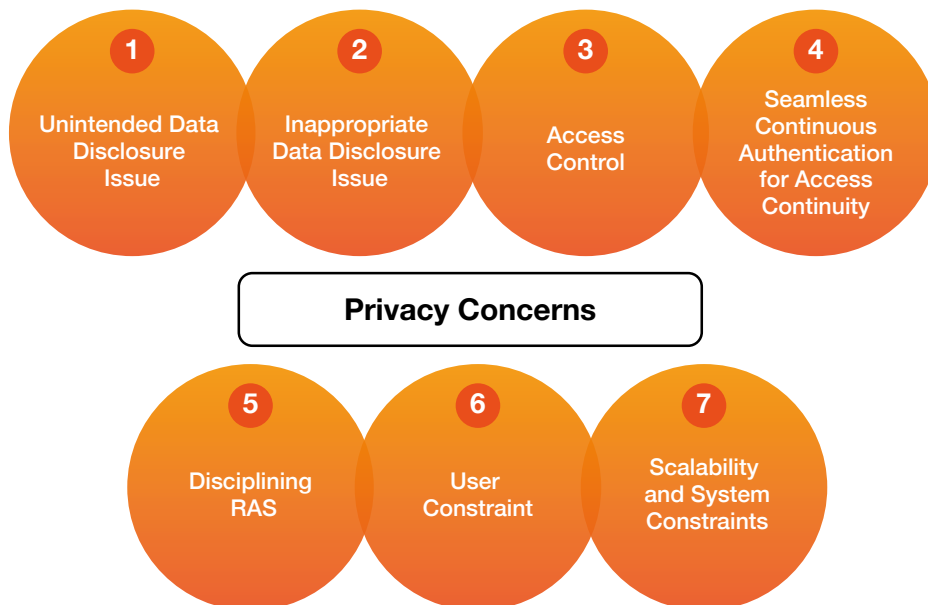 1
Unintended Data
Disclosure
Issue
2
Inappropriate
Data Disclosure
Issue
3
Access
Control
4
Seamless
Continuous
Authentication
for Access
Continuity
Privacy Concerns
5
Disciplining
RAS
6
User
Constraint
7
Scalability
and System
Constraints